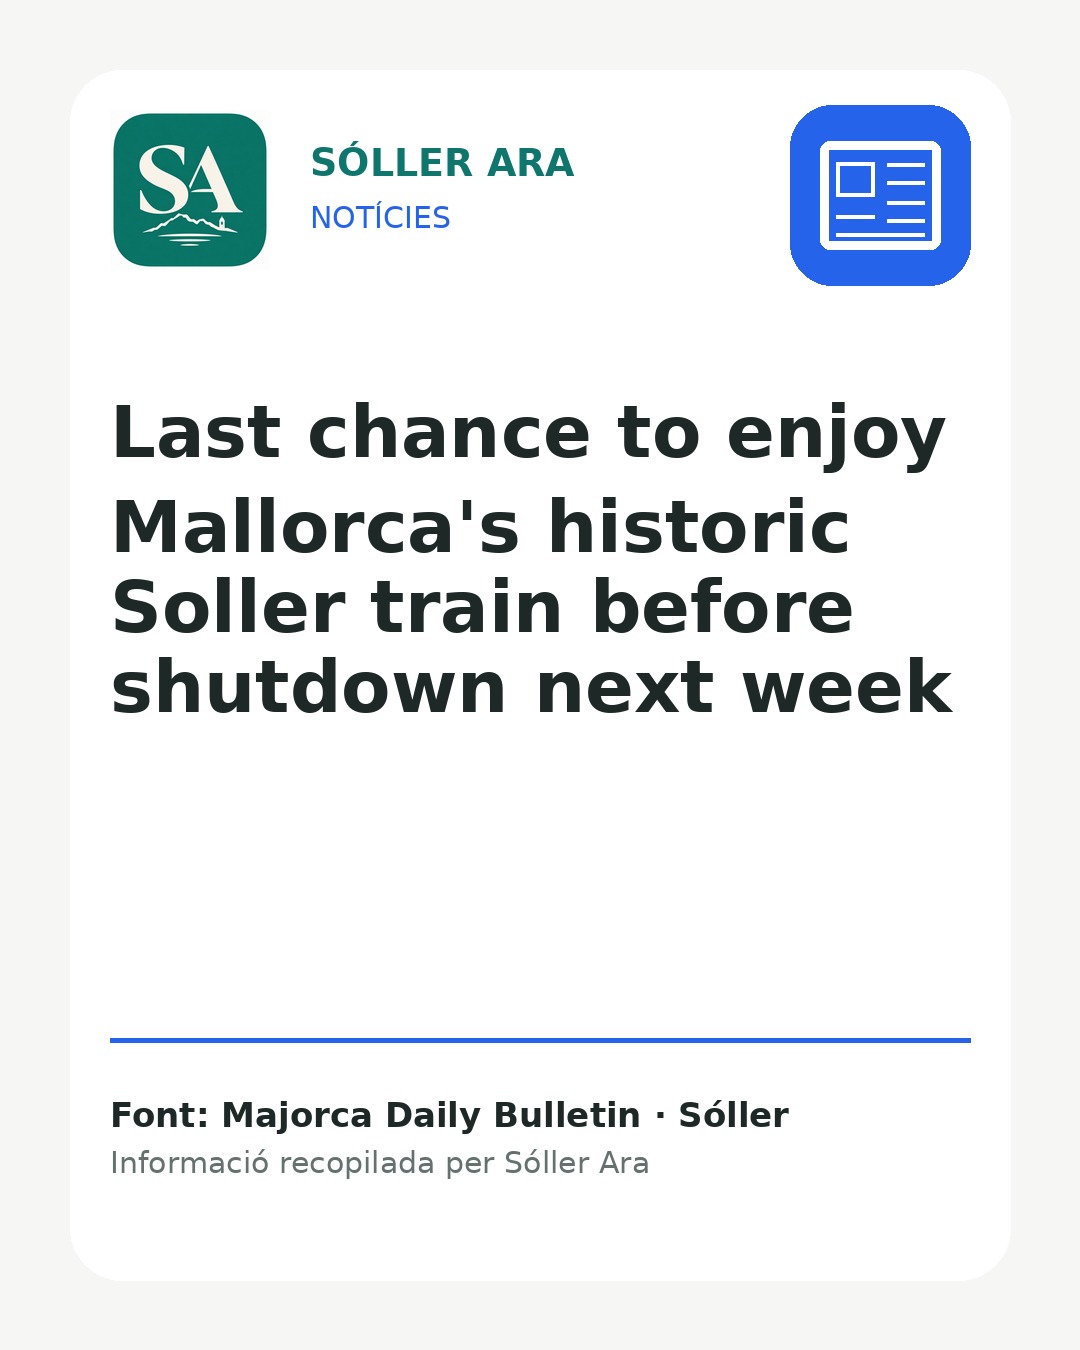 SA
SÓLLER ARA
NOTÍCIES
Last chance to enjoy
Mallorca's historic
Soller train before
shutdown next week
Font: Majorca Daily Bulletin · Sóller
Informació recopilada per Sóller Ara